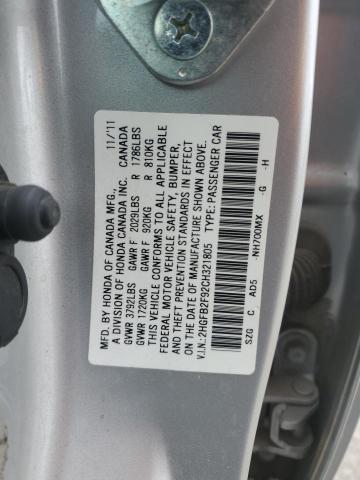 MFD. BY HONDA OF CANADA MFG., 11/11
A DIVISION OF HONDA CANADA INC. CANADA
GVWR 3792LBS GAWR F 2029LBS R 1786LBS
GVWR 1720KG GAWR F 920KG R 810KG
THIS VEHICLE CONFORMS TO ALL APPLICABLE
FEDERAL MOTOR VEHICLE SAFETY, BUMPER,
AND THEFT PREVENTION STANDARDS IN EFFECT
ON THE DATE OF MANUFACTURE SHOWN ABOVE.
V.I.N.: 2HGFB2F92CH321805 TYPE: PASSENGER CAR
SZG C AD5 -NH700MX -G -H